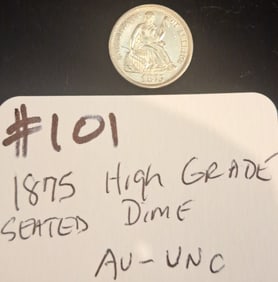 #101
1875 High GRADE
SEATED Dime
AU-UNC